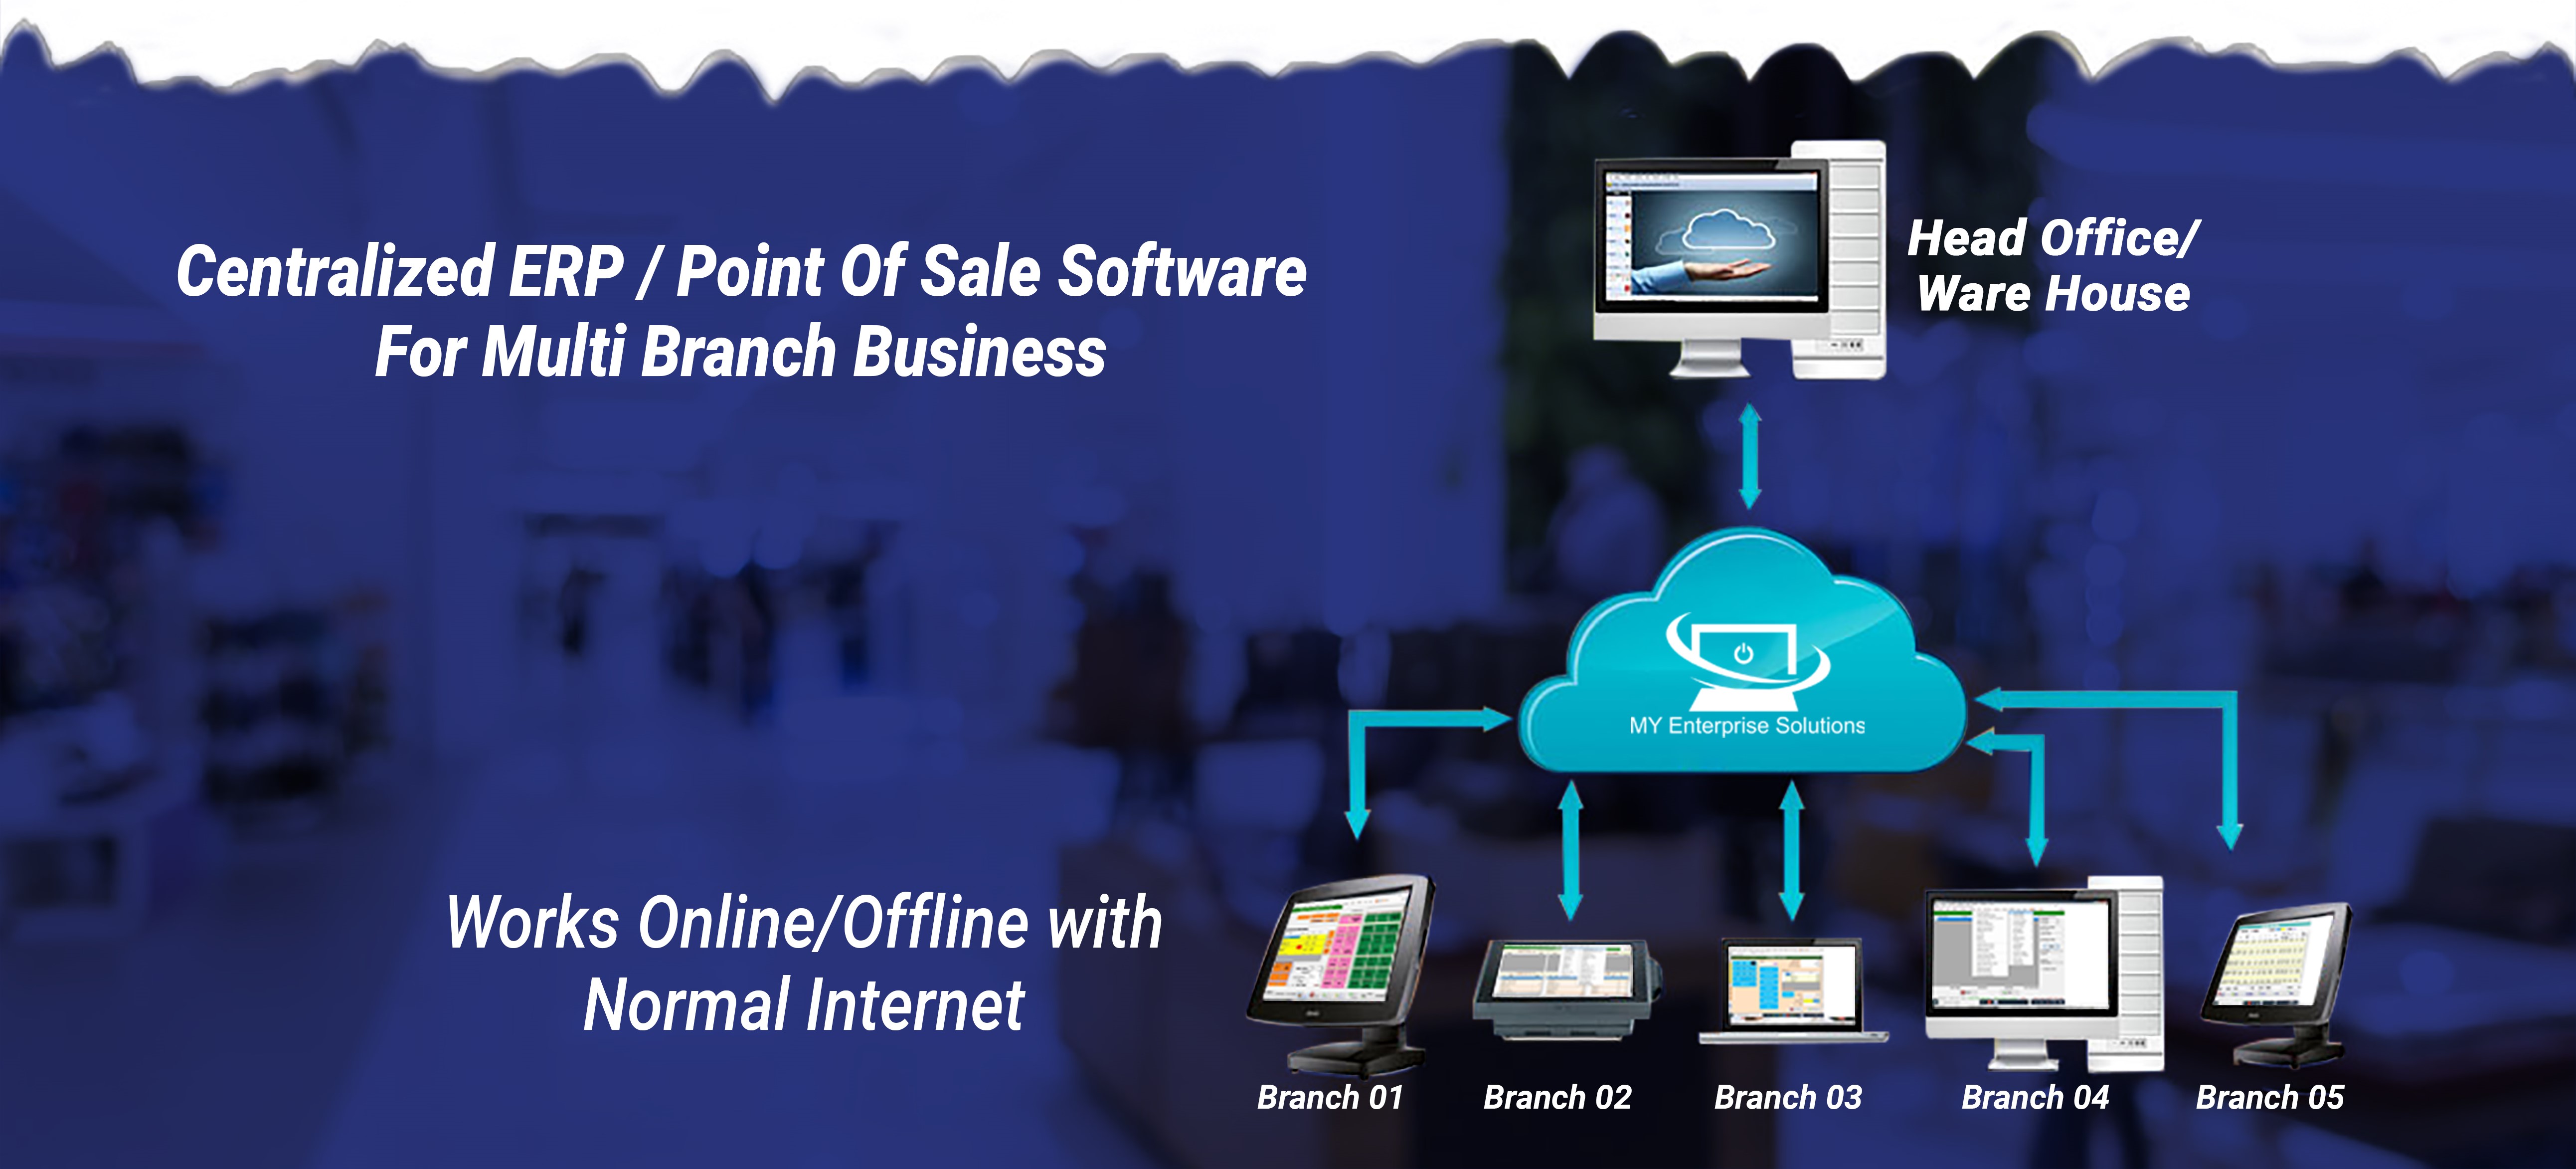 Centralized ERP / Point Of Sale Software
For Multi Branch Business
Head Office/
Ware House
MY Enterprise Solutions
Works Online/Offline with
Normal Internet
Branch 01
Branch 02
Branch 03
Branch 04
Branch 05